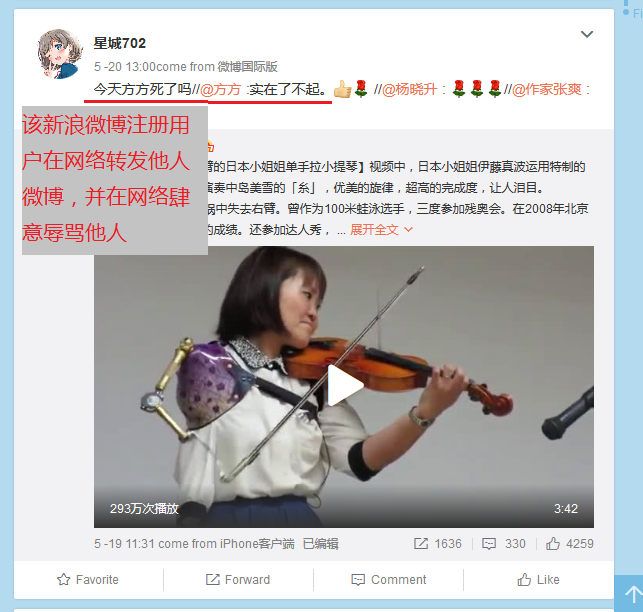 星城702
5 -20 13:00come from 微博国际版
今天方方死了吗//@方方 :实在了不起。 //@杨晓升 : //@作家张爽 :
该新浪微博注册用
户在网络转发他人
微博，并在网络肆
意辱骂他人
臂的日本小姐姐单手拉小提琴】视频中，日本小姐姐伊藤真波运用特制的
演奏中岛美雪的「糸」，优美的旋律，超高的完成度，让人泪目。
祸中失去右臂。曾作为100米蛙泳选手，三度参加残奥会。在2008年北京
的成绩。还参加达人秀， ... 展开全文
293万次播放
3:42
5 -19 11:31 come from iPhone客户端 已编辑
1636
330
4259
Favorite
Forward
Comment
Like